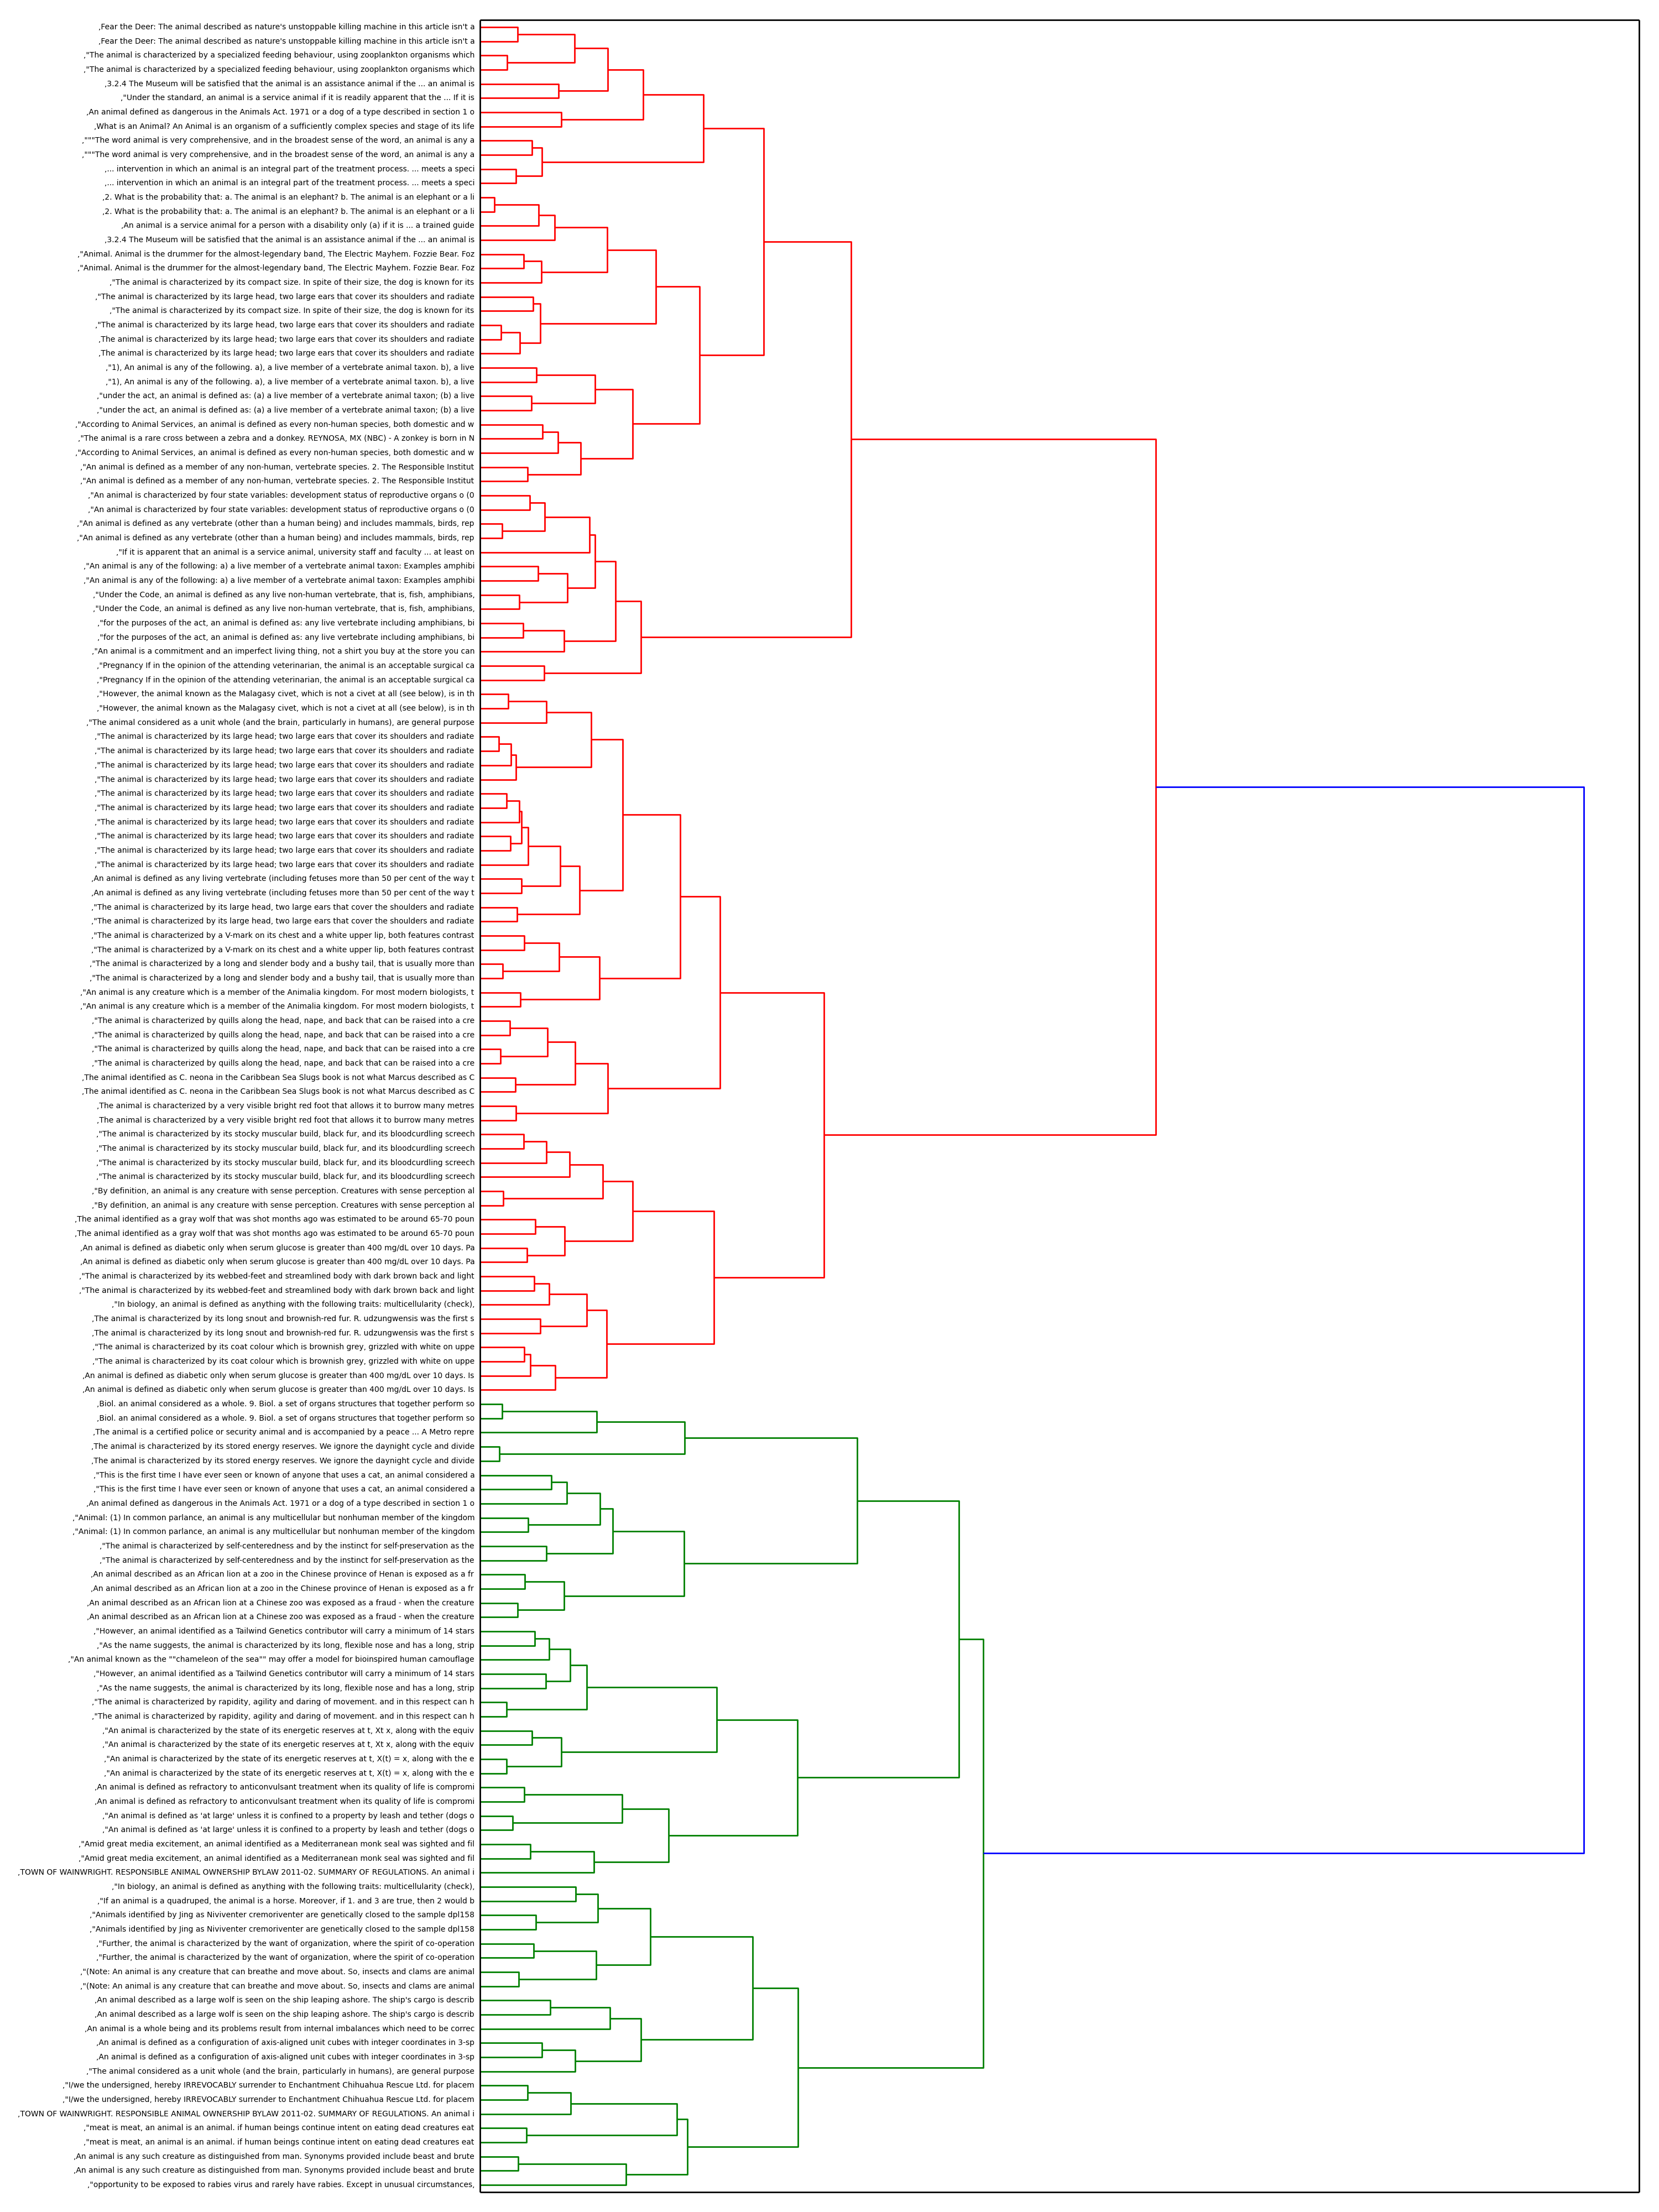 ,Fear the Deer: The animal described as nature's unstoppable killing machine in this article isn't a
,Fear the Deer: The animal described as nature's unstoppable killing machine in this article isn't a
,"The animal is characterized by a specialized feeding behaviour, using zooplankton organisms which
,"The animal is characterized by a specialized feeding behaviour, using zooplankton organisms which
,3.2.4 The Museum will be satisfied that the animal is an assistance animal if the ... an animal is
,"Under the standard, an animal is a service animal if it is readily apparent that the ... If it is
,An animal defined as dangerous in the Animals Act. 1971 or a dog of a type described in section 1 o
,What is an Animal? An Animal is an organism of a sufficiently complex species and stage of its life
,"""The word animal is very comprehensive, and in the broadest sense of the word, an animal is any a
,"""The word animal is very comprehensive, and in the broadest sense of the word, an animal is any a
,... intervention in which an animal is an integral part of the treatment process. ... meets a speci
,... intervention in which an animal is an integral part of the treatment process. ... meets a speci
,2. What is the probability that: a. The animal is an elephant? b. The animal is an elephant or a li
,2. What is the probability that: a. The animal is an elephant? b. The animal is an elephant or a li
,An animal is a service animal for a person with a disability only (a) if it is ... a trained guide
,3.2.4 The Museum will be satisfied that the animal is an assistance animal if the ... an animal is
,"Animal. Animal is the drummer for the almost-legendary band, The Electric Mayhem. Fozzie Bear. Foz
,"Animal. Animal is the drummer for the almost-legendary band, The Electric Mayhem. Fozzie Bear. Foz
,"The animal is characterized by its compact size. In spite of their size, the dog is known for its
,"The animal is characterized by its large head, two large ears that cover its shoulders and radiate
,"The animal is characterized by its compact size. In spite of their size, the dog is known for its
,"The animal is characterized by its large head, two large ears that cover its shoulders and radiate
,The animal is characterized by its large head; two large ears that cover its shoulders and radiate
,The animal is characterized by its large head; two large ears that cover its shoulders and radiate
,"1), An animal is any of the following. a), a live member of a vertebrate animal taxon. b), a live
,"1), An animal is any of the following. a), a live member of a vertebrate animal taxon. b), a live
,"under the act, an animal is defined as: (a) a live member of a vertebrate animal taxon; (b) a live
,"under the act, an animal is defined as: (a) a live member of a vertebrate animal taxon; (b) a live
,"According to Animal Services, an animal is defined as every non-human species, both domestic and w
,"The animal is a rare cross between a zebra and a donkey. REYNOSA, MX (NBC) - A zonkey is born in N
,"According to Animal Services, an animal is defined as every non-human species, both domestic and w
,"An animal is defined as a member of any non-human, vertebrate species. 2. The Responsible Institut
,"An animal is defined as a member of any non-human, vertebrate species. 2. The Responsible Institut
,"An animal is characterized by four state variables: development status of reproductive organs o (0
,"An animal is characterized by four state variables: development status of reproductive organs o (0
,"An animal is defined as any vertebrate (other than a human being) and includes mammals, birds, rep
,"An animal is defined as any vertebrate (other than a human being) and includes mammals, birds, rep
,"If it is apparent that an animal is a service animal, university staff and faculty ... at least on
,"An animal is any of the following: a) a live member of a vertebrate animal taxon: Examples amphibi
,"An animal is any of the following: a) a live member of a vertebrate animal taxon: Examples amphibi
,"Under the Code, an animal is defined as any live non-human vertebrate, that is, fish, amphibians,
,"Under the Code, an animal is defined as any live non-human vertebrate, that is, fish, amphibians,
,"for the purposes of the act, an animal is defined as: any live vertebrate including amphibians, bi
,"for the purposes of the act, an animal is defined as: any live vertebrate including amphibians, bi
,"An animal is a commitment and an imperfect living thing, not a shirt you buy at the store you can
,"Pregnancy If in the opinion of the attending veterinarian, the animal is an acceptable surgical ca
,"Pregnancy If in the opinion of the attending veterinarian, the animal is an acceptable surgical ca
,"However, the animal known as the Malagasy civet, which is not a civet at all (see below), is in th
,"However, the animal known as the Malagasy civet, which is not a civet at all (see below), is in th
,"The animal considered as a unit whole (and the brain, particularly in humans), are general purpose
,"The animal is characterized by its large head; two large ears that cover its shoulders and radiate
,"The animal is characterized by its large head; two large ears that cover its shoulders and radiate
,"The animal is characterized by its large head; two large ears that cover its shoulders and radiate
,"The animal is characterized by its large head; two large ears that cover its shoulders and radiate
,"The animal is characterized by its large head; two large ears that cover its shoulders and radiate
,"The animal is characterized by its large head; two large ears that cover its shoulders and radiate
,"The animal is characterized by its large head; two large ears that cover its shoulders and radiate
,"The animal is characterized by its large head; two large ears that cover its shoulders and radiate
,"The animal is characterized by its large head; two large ears that cover its shoulders and radiate
,"The animal is characterized by its large head; two large ears that cover its shoulders and radiate
,An animal is defined as any living vertebrate (including fetuses more than 50 per cent of the way t
,An animal is defined as any living vertebrate (including fetuses more than 50 per cent of the way t
,"The animal is characterized by its large head, two large ears that cover the shoulders and radiate
,"The animal is characterized by its large head, two large ears that cover the shoulders and radiate
,"The animal is characterized by a V-mark on its chest and a white upper lip, both features contrast
,"The animal is characterized by a V-mark on its chest and a white upper lip, both features contrast
,"The animal is characterized by a long and slender body and a bushy tail, that is usually more than
,"The animal is characterized by a long and slender body and a bushy tail, that is usually more than
,"An animal is any creature which is a member of the Animalia kingdom. For most modern biologists, t
,"An animal is any creature which is a member of the Animalia kingdom. For most modern biologists, t
,"The animal is characterized by quills along the head, nape, and back that can be raised into a cre
,"The animal is characterized by quills along the head, nape, and back that can be raised into a cre
,"The animal is characterized by quills along the head, nape, and back that can be raised into a cre
,"The animal is characterized by quills along the head, nape, and back that can be raised into a cre
,The animal identified as C. neona in the Caribbean Sea Slugs book is not what Marcus described as C
,The animal identified as C. neona in the Caribbean Sea Slugs book is not what Marcus described as C
,The animal is characterized by a very visible bright red foot that allows it to burrow many metres
,The animal is characterized by a very visible bright red foot that allows it to burrow many metres
,"The animal is characterized by its stocky muscular build, black fur, and its bloodcurdling screech
,"The animal is characterized by its stocky muscular build, black fur, and its bloodcurdling screech
,"The animal is characterized by its stocky muscular build, black fur, and its bloodcurdling screech
,"The animal is characterized by its stocky muscular build, black fur, and its bloodcurdling screech
,"By definition, an animal is any creature with sense perception. Creatures with sense perception al
,"By definition, an animal is any creature with sense perception. Creatures with sense perception al
,The animal identified as a gray wolf that was shot months ago was estimated to be around 65-70 poun
,The animal identified as a gray wolf that was shot months ago was estimated to be around 65-70 poun
,An animal is defined as diabetic only when serum glucose is greater than 400 mg/dL over 10 days. Pa
,An animal is defined as diabetic only when serum glucose is greater than 400 mg/dL over 10 days. Pa
,"The animal is characterized by its webbed-feet and streamlined body with dark brown back and light
,"The animal is characterized by its webbed-feet and streamlined body with dark brown back and light
,"In biology, an animal is defined as anything with the following traits: multicellularity (check),
,The animal is characterized by its long snout and brownish-red fur. R. udzungwensis was the first s
,The animal is characterized by its long snout and brownish-red fur. R. udzungwensis was the first s
,"The animal is characterized by its coat colour which is brownish grey, grizzled with white on uppe
,"The animal is characterized by its coat colour which is brownish grey, grizzled with white on uppe
,An animal is defined as diabetic only when serum glucose is greater than 400 mg/dL over 10 days. Is
,An animal is defined as diabetic only when serum glucose is greater than 400 mg/dL over 10 days. Is
,Biol. an animal considered as a whole. 9. Biol. a set of organs structures that together perform so
,Biol. an animal considered as a whole. 9. Biol. a set of organs structures that together perform so
,The animal is a certified police or security animal and is accompanied by a peace ... A Metro repre
,The animal is characterized by its stored energy reserves. We ignore the daynight cycle and divide
,The animal is characterized by its stored energy reserves. We ignore the daynight cycle and divide
,"This is the first time I have ever seen or known of anyone that uses a cat, an animal considered a
,"This is the first time I have ever seen or known of anyone that uses a cat, an animal considered a
,An animal defined as dangerous in the Animals Act. 1971 or a dog of a type described in section 1 o
,"Animal: (1) In common parlance, an animal is any multicellular but nonhuman member of the kingdom
,"Animal: (1) In common parlance, an animal is any multicellular but nonhuman member of the kingdom
,"The animal is characterized by self-centeredness and by the instinct for self-preservation as the
,"The animal is characterized by self-centeredness and by the instinct for self-preservation as the
,An animal described as an African lion at a zoo in the Chinese province of Henan is exposed as a fr
,An animal described as an African lion at a zoo in the Chinese province of Henan is exposed as a fr
,An animal described as an African lion at a Chinese zoo was exposed as a fraud - when the creature
,An animal described as an African lion at a Chinese zoo was exposed as a fraud - when the creature
,"However, an animal identified as a Tailwind Genetics contributor will carry a minimum of 14 stars
,"As the name suggests, the animal is characterized by its long, flexible nose and has a long, strip
,"An animal known as the ""chameleon of the sea"" may offer a model for bioinspired human camouflage
,"However, an animal identified as a Tailwind Genetics contributor will carry a minimum of 14 stars
,"As the name suggests, the animal is characterized by its long, flexible nose and has a long, strip
,"The animal is characterized by rapidity, agility and daring of movement. and in this respect can h
,"The animal is characterized by rapidity, agility and daring of movement. and in this respect can h
,"An animal is characterized by the state of its energetic reserves at t, Xt x, along with the equiv
,"An animal is characterized by the state of its energetic reserves at t, Xt x, along with the equiv
,"An animal is characterized by the state of its energetic reserves at t, X(t) = x, along with the e
,"An animal is characterized by the state of its energetic reserves at t, X(t) = x, along with the e
,An animal is defined as refractory to anticonvulsant treatment when its quality of life is compromi
,An animal is defined as refractory to anticonvulsant treatment when its quality of life is compromi
,"An animal is defined as 'at large' unless it is confined to a property by leash and tether (dogs o
,"An animal is defined as 'at large' unless it is confined to a property by leash and tether (dogs o
,"Amid great media excitement, an animal identified as a Mediterranean monk seal was sighted and fil
,"Amid great media excitement, an animal identified as a Mediterranean monk seal was sighted and fil
,TOWN OF WAINWRIGHT. RESPONSIBLE ANIMAL OWNERSHIP BYLAW 2011-02. SUMMARY OF REGULATIONS. An animal i
,"In biology, an animal is defined as anything with the following traits: multicellularity (check),
,"If an animal is a quadruped, the animal is a horse. Moreover, if 1. and 3 are true, then 2 would b
,"Animals identified by Jing as Niviventer cremoriventer are genetically closed to the sample dpl158
,"Animals identified by Jing as Niviventer cremoriventer are genetically closed to the sample dpl158
,"Further, the animal is characterized by the want of organization, where the spirit of co-operation
,"Further, the animal is characterized by the want of organization, where the spirit of co-operation
,"(Note: An animal is any creature that can breathe and move about. So, insects and clams are animal
,"(Note: An animal is any creature that can breathe and move about. So, insects and clams are animal
,An animal described as a large wolf is seen on the ship leaping ashore. The ship's cargo is describ
,An animal described as a large wolf is seen on the ship leaping ashore. The ship's cargo is describ
,An animal is a whole being and its problems result from internal imbalances which need to be correc
,An animal is defined as a configuration of axis-aligned unit cubes with integer coordinates in 3-sp
,An animal is defined as a configuration of axis-aligned unit cubes with integer coordinates in 3-sp
,"The animal considered as a unit whole (and the brain, particularly in humans), are general purpose
,"I/we the undersigned, hereby IRREVOCABLY surrender to Enchantment Chihuahua Rescue Ltd. for placem
,"I/we the undersigned, hereby IRREVOCABLY surrender to Enchantment Chihuahua Rescue Ltd. for placem
,TOWN OF WAINWRIGHT. RESPONSIBLE ANIMAL OWNERSHIP BYLAW 2011-02. SUMMARY OF REGULATIONS. An animal i
,"meat is meat, an animal is an animal. if human beings continue intent on eating dead creatures eat
,"meat is meat, an animal is an animal. if human beings continue intent on eating dead creatures eat
,An animal is any such creature as distinguished from man. Synonyms provided include beast and brute
,An animal is any such creature as distinguished from man. Synonyms provided include beast and brute
,"opportunity to be exposed to rabies virus and rarely have rabies. Except in unusual circumstances,